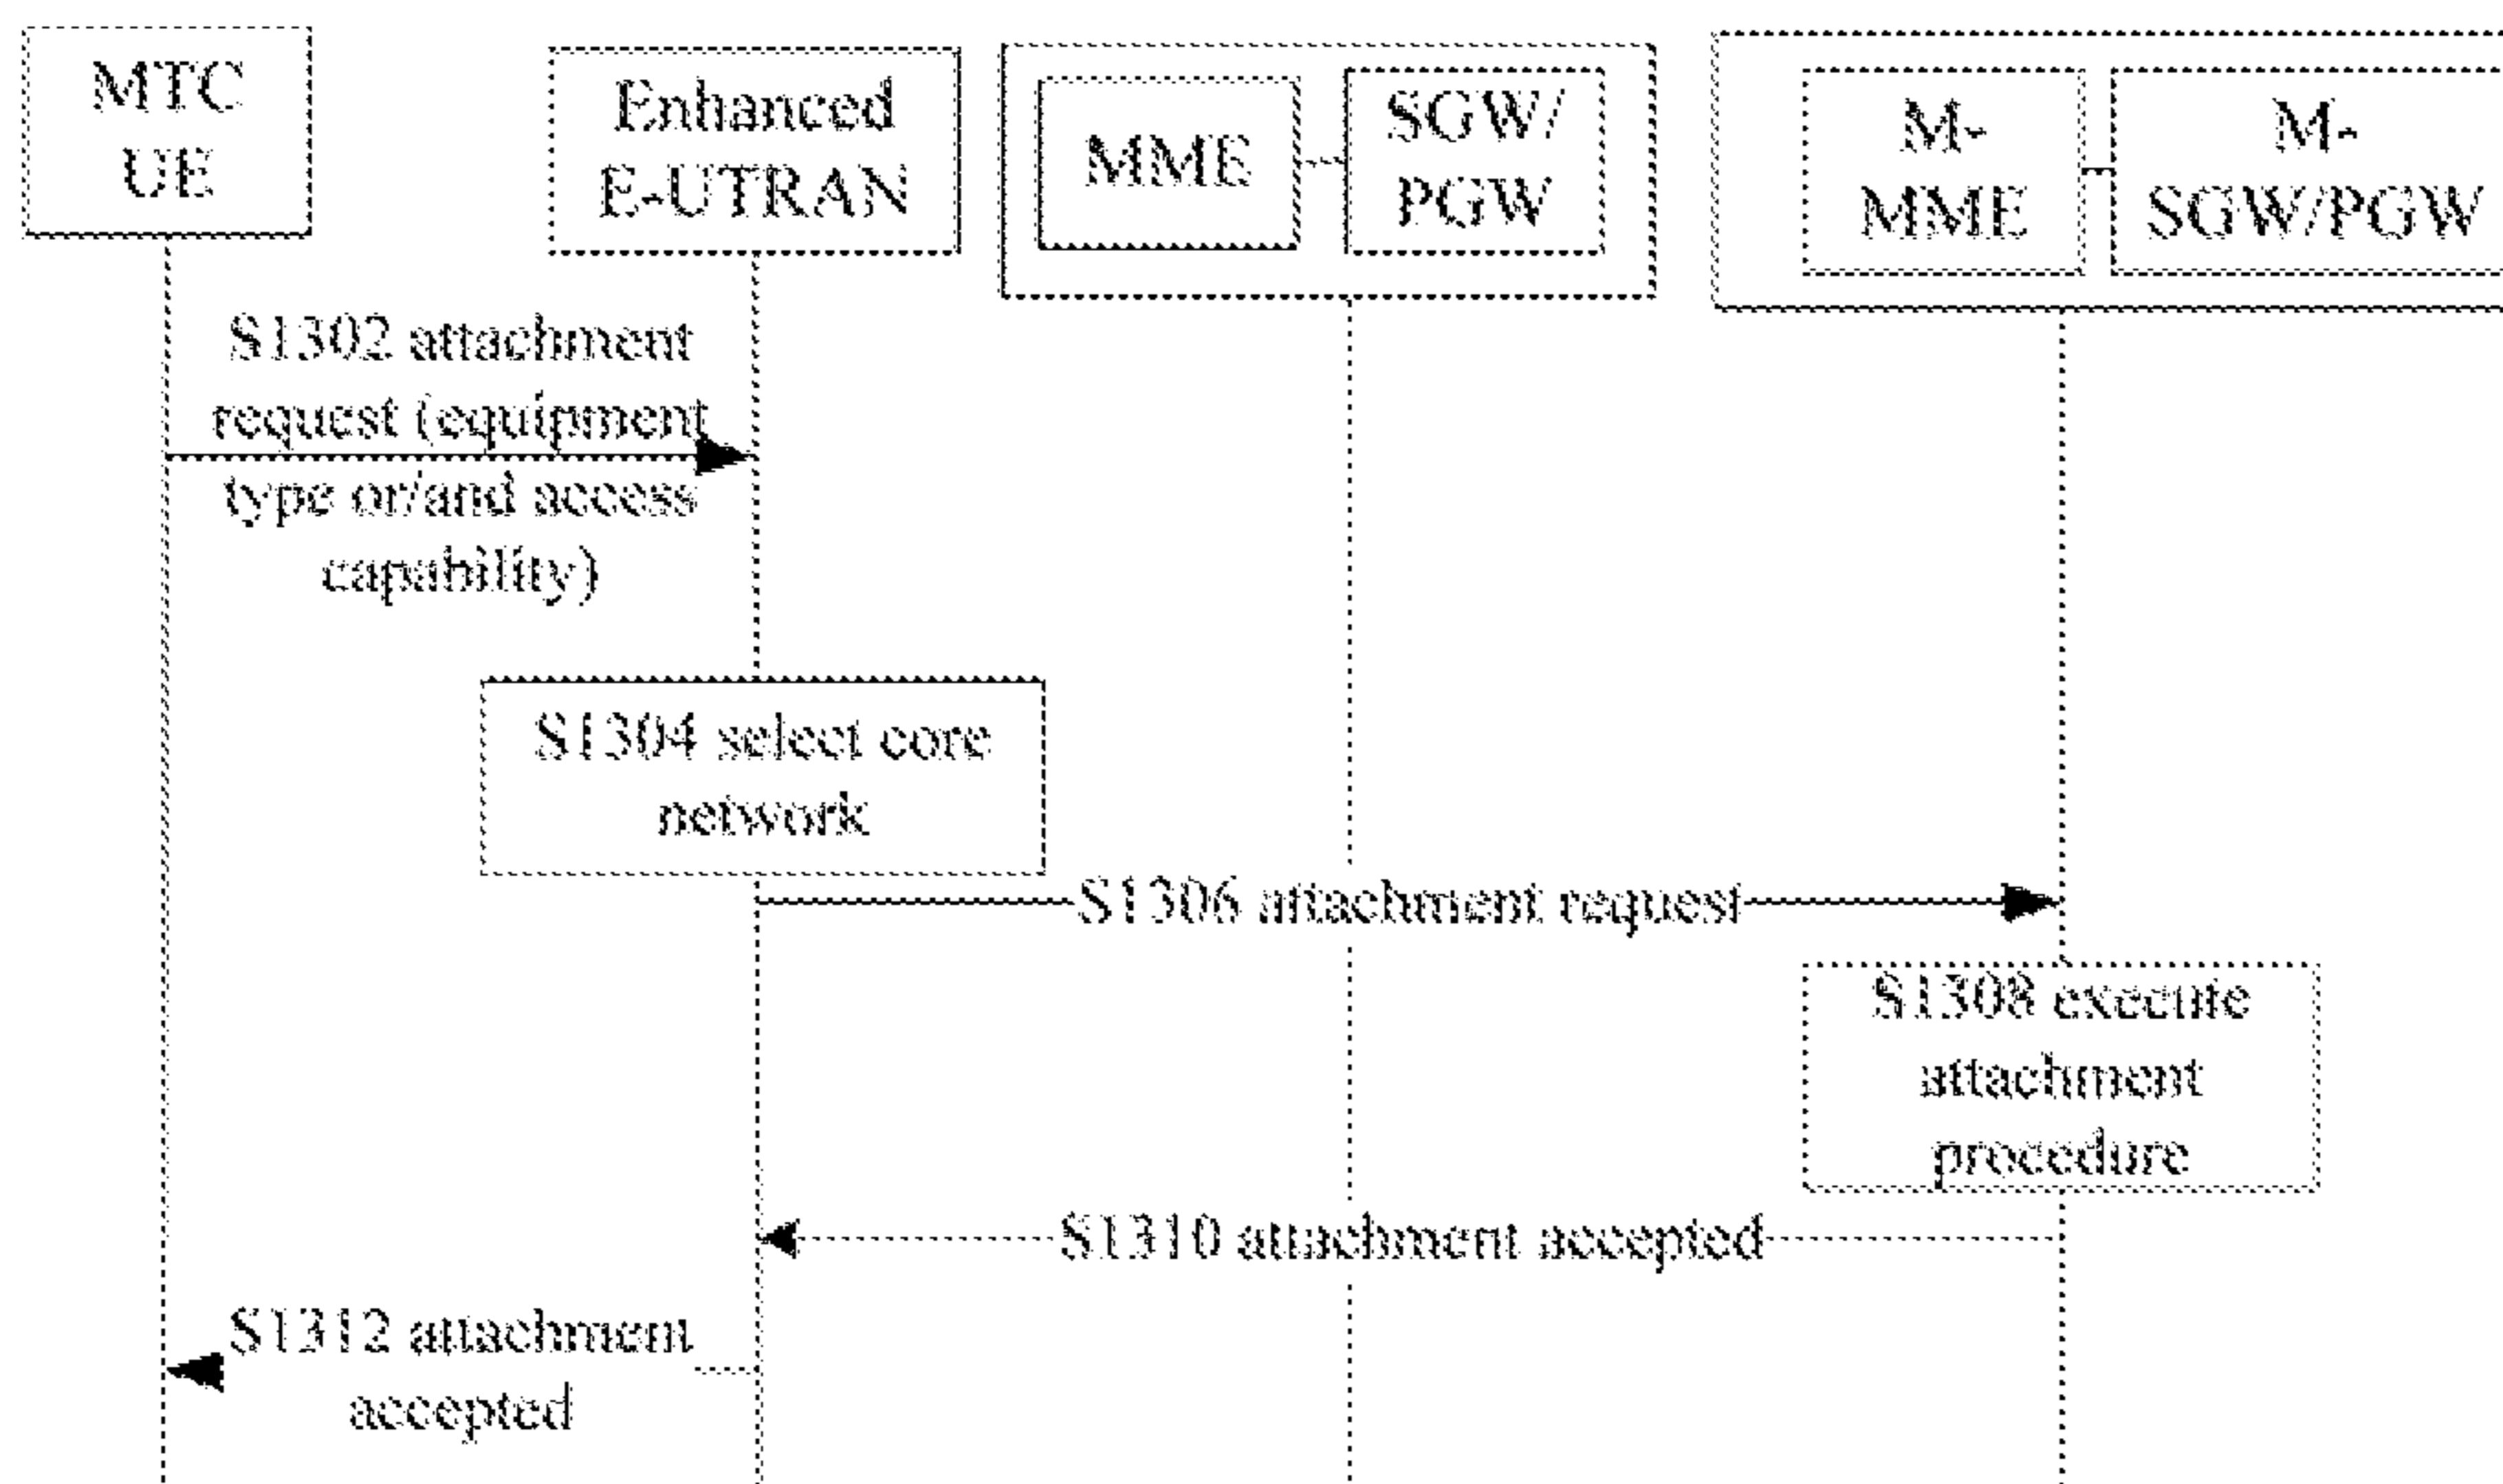 MTC
UE
Enhanced
E-UTRAN
MME
SGW/
PGW
M-
MME
M-
SGW/PGW
S1302 attachment
request (equipment
type or/and access
capability)
S1304 select core
network
S1306 attachment request
S1308 execute
attachment
procedure
S1310 attachment accepted
S1312 attachment
accepted